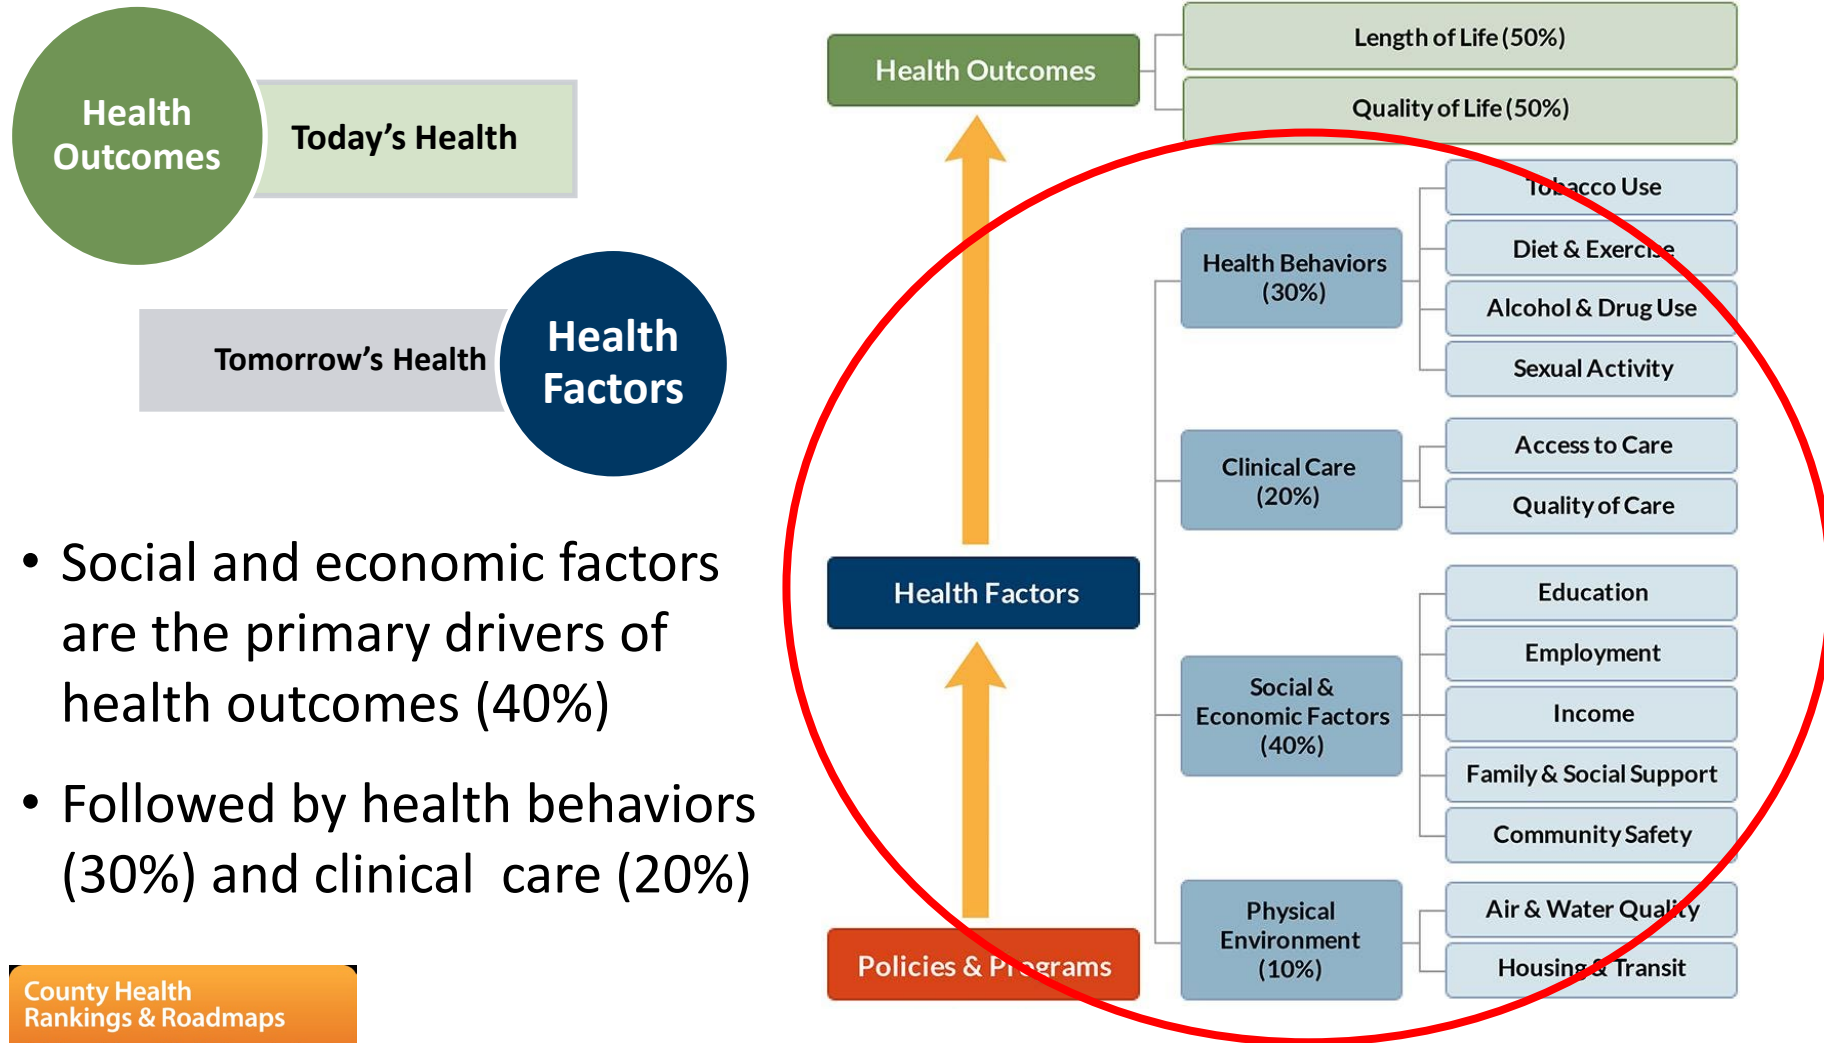 Health
Outcomes
Today's Health
Tomorrow's Health
Health
Factors
• Social and economic factors
are the primary drivers of
health outcomes (40%)
• Followed by health behaviors
(30%) and clinical  care (20%)
County Health
Rankings & Roadmaps
Health Outcomes
Length of Life (50%)
Quality of Life (50%)
Health Factors
Health Behaviors
(30%)
Tobacco Use
Diet & Exercise
Alcohol & Drug Use
Sexual Activity
Clinical Care
(20%)
Access to Care
Quality of Care
Social &
Economic Factors
(40%)
Education
Employment
Income
Family & Social Support
Community Safety
Physical
Environment
(10%)
Air & Water Quality
Housing & Transit
Policies & Programs